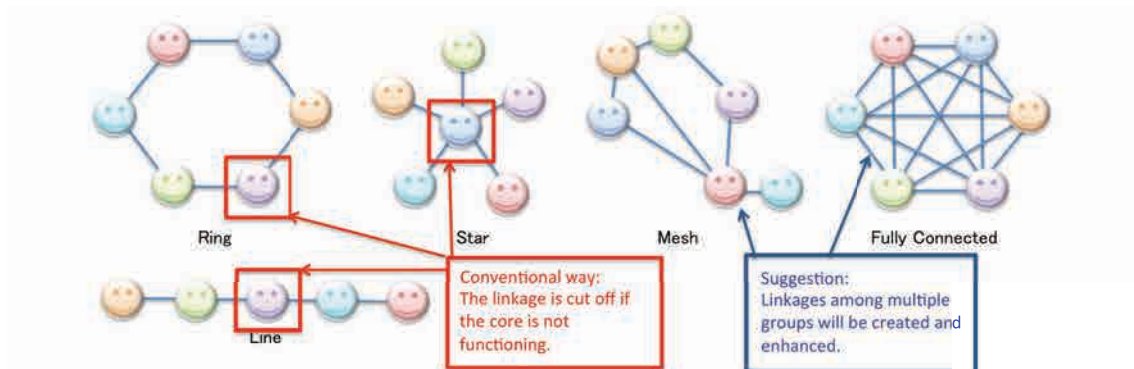 Ring
Star
Mesh
Fully Connected
Line
Conventional way:
The linkage is cut off if
the core is not
functioning.
Suggestion:
Linkages among multiple
groups will be created and
enhanced.